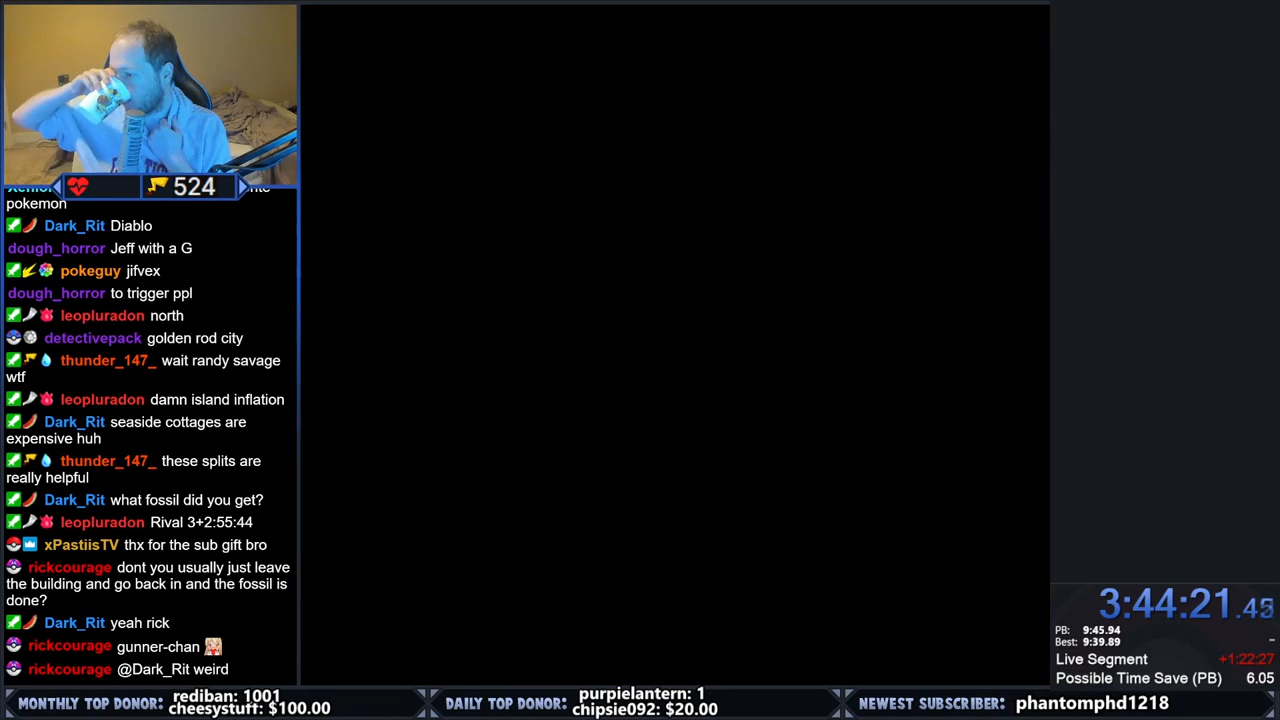 524
pokemon
Dark_Rit Diablo
dough_horror Jeff with a G
pokeguy jifvex
dough_horror to trigger ppl
leopluradon north
detectivepack golden rod city
thunder_147_ wait randy savage
wtf
leopluradon damn island inflation
Dark_Rit seaside cottages are
expensive huh
thunder_147_ these splits are
really helpful
Dark_Rit what fossil did you get?
leopluradon Rival 3+2:55:44
xPastiisTV thx for the sub gift bro
rickcourage dont you usually just leave
the building and go back in and the fossil is
done?
Dark_Rit yeah rick
rickcourage gunner-chan
rickcourage @Dark_Rit weird
3:44:21.45
PB: 9:45.94
Best: 9:39.89 -
Live Segment +1:22:27
Possible Time Save (PB) 6.05
MONTHLY TOP DONOR: rediban: 1001
cheesystuff: $100.00
DAILY TOP DONOR: purpielantern: 1
chipsie092: $20.00
NEWEST SUBSCRIBER: phantomphd1218